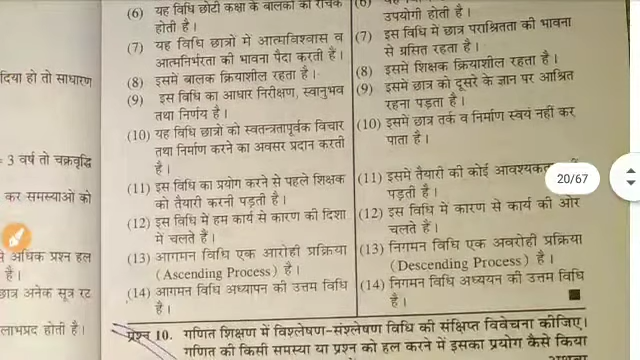 दिया हो तो साधारण
3 वर्ष तो चक्रवृद्धि
कर समस्याओं को
अधिक प्रश्न हल
है।
छात्र अनेक सूत्र रट
लाभप्रद होती है।
(6) यह विधि छोटी कक्षा के बालकों को रोचक
होती है।
(7) यह विधि छात्रों में आत्मविश्वास व
आत्मनिर्भरता की भावना पैदा करती है।
(8) इसमें बालक क्रियाशील रहता है।
(9) इस विधि का आधार निरीक्षण, स्वानुभव
तथा निर्णय है।
(10) यह विधि छात्रों को स्वतन्त्रतापूर्वक विचार
तथा निर्माण करने का अवसर प्रदान करती
है।
(11) इस विधि का प्रयोग करने से पहले शिक्षक
को तैयारी करनी पड़ती है।
(12) इस विधि में हम कार्य से कारण की दिशा
में चलते हैं।
(13) आगमन विधि एक आरोही प्रक्रिया
(Ascending Process) है।
(14) आगमन विधि अध्यापन की उत्तम विधि
है।
(6)
उपयोगी होती है।
(7) इस विधि में छात्र पराश्रितता की भावना
से ग्रसित रहता है।
(8) इसमें शिक्षक क्रियाशील रहता है।
(9) इसमें छात्र को दूसरे के ज्ञान पर आश्रित
रहना पड़ता है।
(10) इसमें छात्र तर्क व निर्माण स्वयं नहीं कर
पाता है।
(11) इसमें तैयारी की कोई
पड़ती है।
(12) इस विधि में कारण से कार्य की ओर
चलते हैं।
(13) निगमन विधि एक अवरोही प्रक्रिया
(Descending Process) है।
(14) निगमन विधि अध्ययन की उत्तम विधि
है।
20/67
प्रश्न 10. गणित शिक्षण में विश्लेषण-संश्लेषण विधि की संक्षिप्त विवेचना कीजिए।
गणित की किसी समस्या या प्रश्न को हल करने में इसका प्रयोग कैसे किया